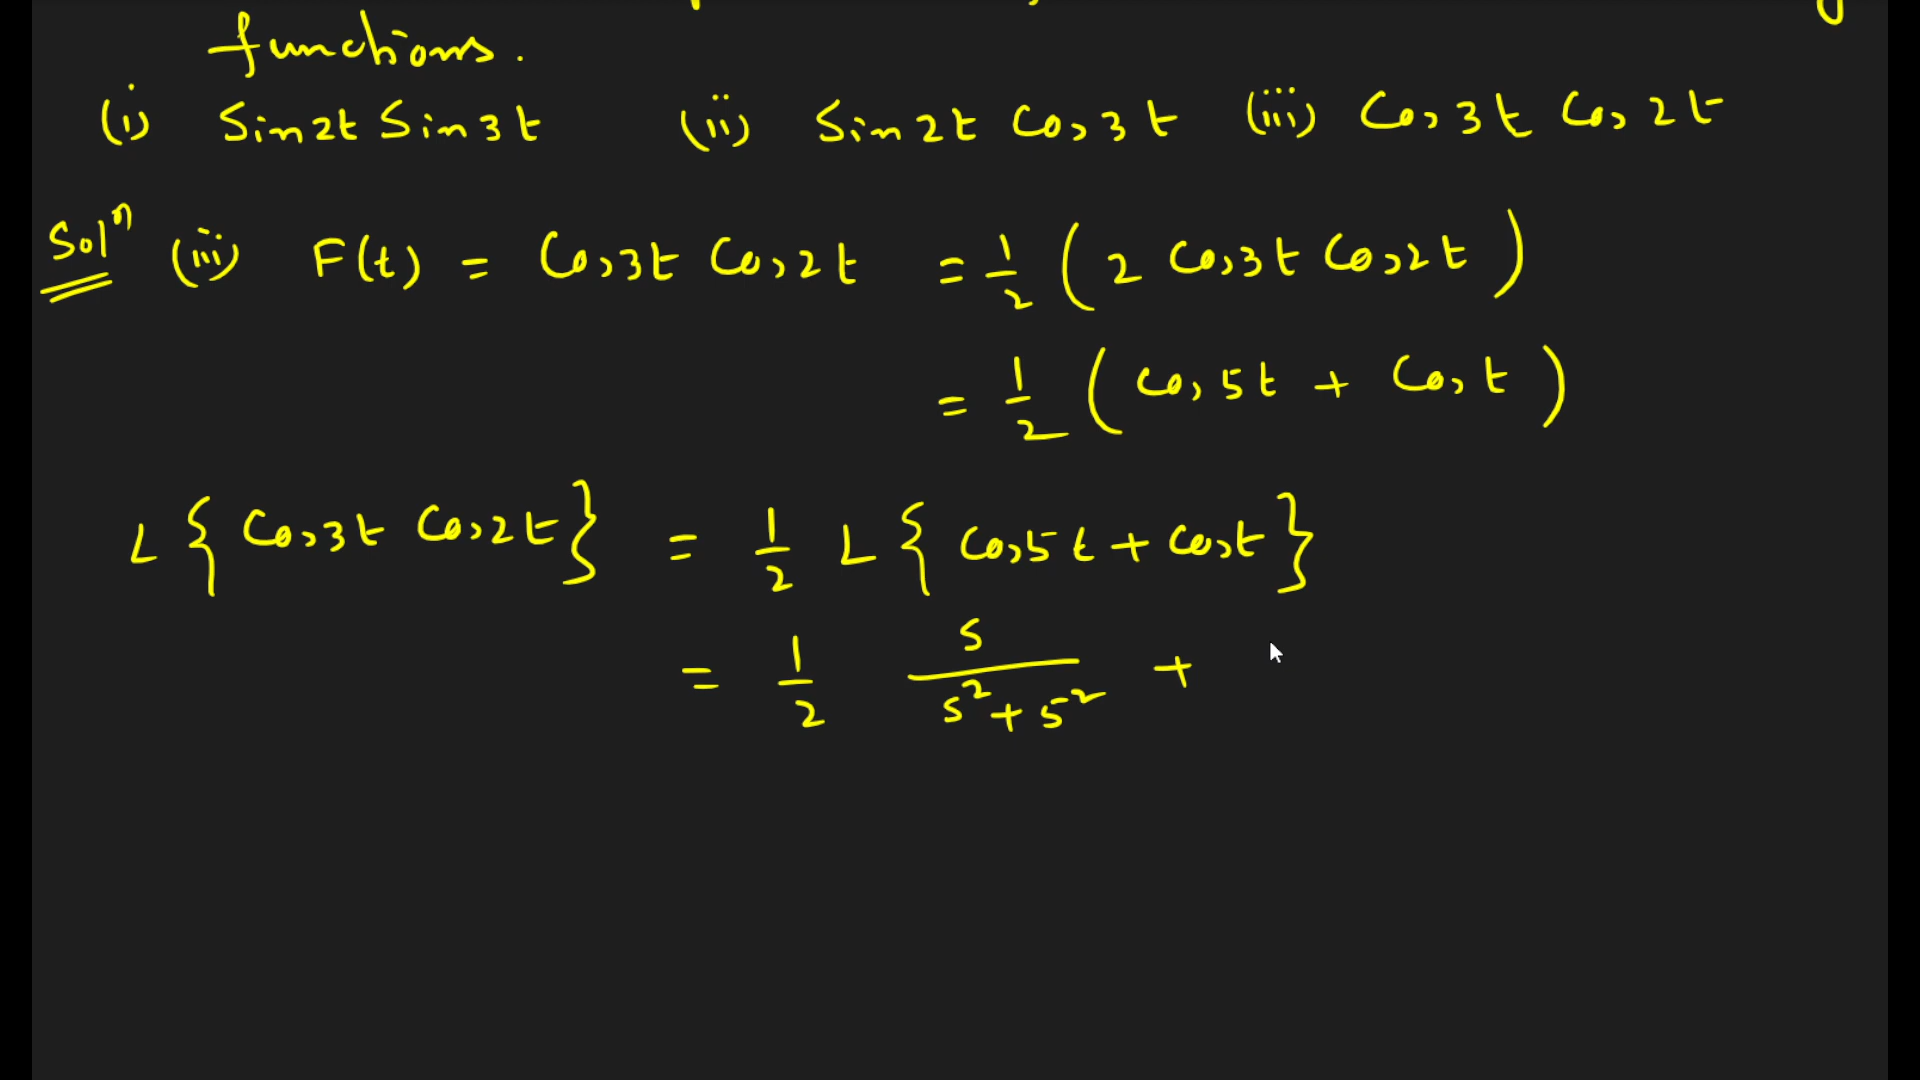 functions.
(i) Sin2t Sin3t (ii) Sin2t Cos3t (iii) Cos3t Cos2t
Solⁿ (iii) F(t) = Cos3t Cos2t = 1/2 ( 2 Cos3t Cos2t )
= 1/2 ( Cos5t + Cost )
L{ Cos3t Cos2t } = 1/2 L{ Cos5t + Cost }
= 1/2 s/(s²+5²) +